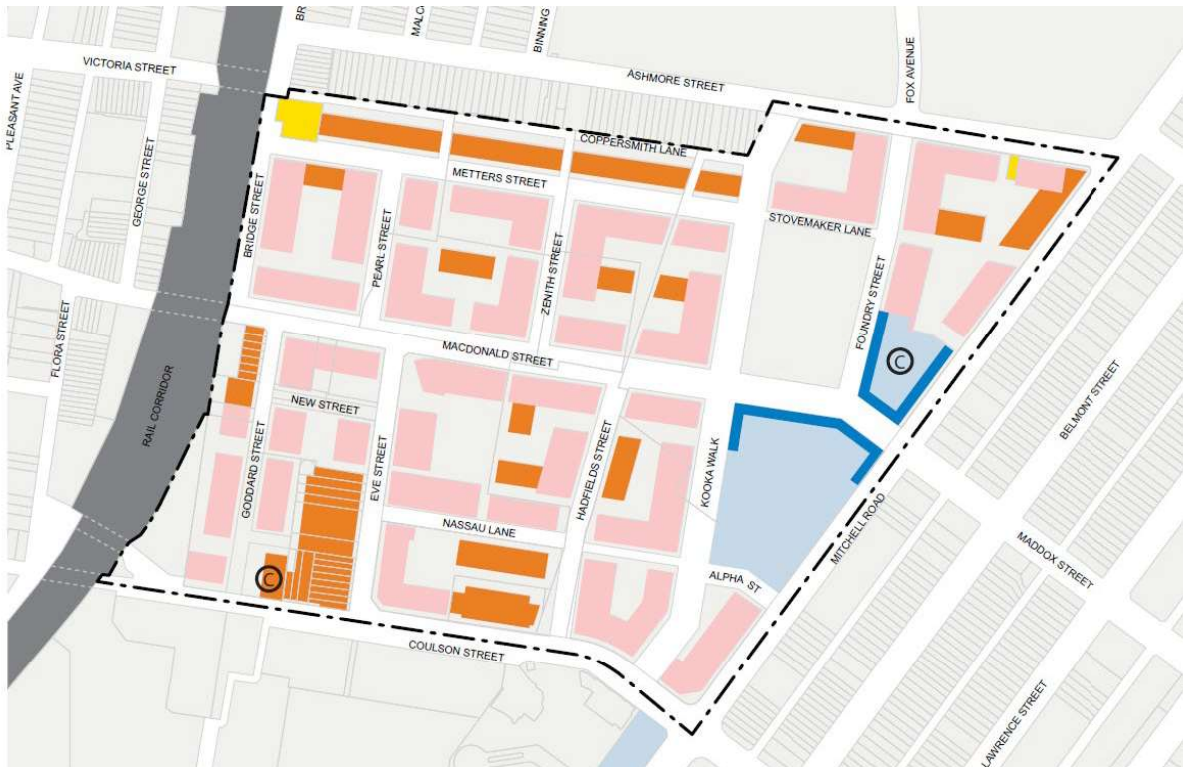 BR
MALC
BINNING
VICTORIA STREET
ASHMORE STREET
FOX AVENUE
PLEASANT AVE
GEORGE STREET
COPPERSMITH LANE
METTERS STREET
BRIDGE STREET
PEARL STREET
STOVEMAKER LANE
ZENITH STREET
FOUNDRY STREET
FLORA STREET
MACDONALD STREET
C
BELMONT STREET
RAIL CORRIDOR
NEW STREET
GODDARD STREET
EVE STREET
HADFIELDS STREET
KOOKA WALK
NASSAU LANE
MITCHELL ROAD
MADDOX STREET
C
ALPHA ST
COULSON STREET
LAWRENCE STREET